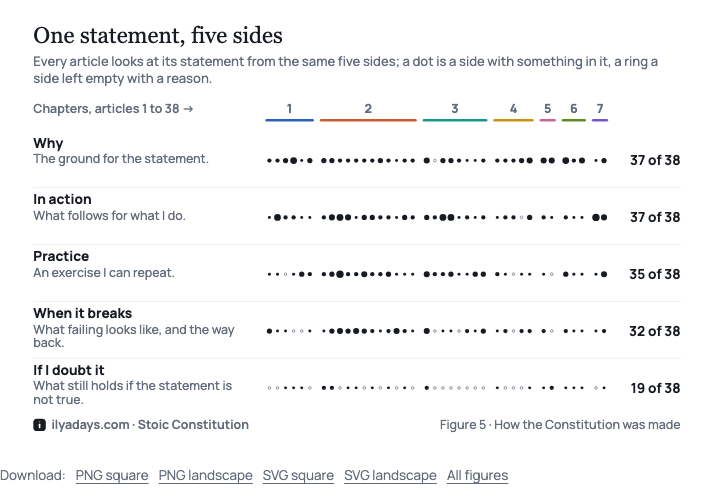 One statement, five sides
Every article looks at its statement from the same five sides; a dot is a side with something in it, a ring a
side left empty with a reason.
Chapters, articles 1 to 38 → 1 2 3 4 5 6 7
Why
The ground for the statement. 37 of 38
In action
What follows for what I do. 37 of 38
Practice
An exercise I can repeat. 35 of 38
When it breaks
What failing looks like, and the way 32 of 38
back.
If I doubt it
What still holds if the statement is 19 of 38
not true.
ilyadays.com · Stoic Constitution Figure 5 · How the Constitution was made
Download: PNG square PNG landscape SVG square SVG landscape All figures